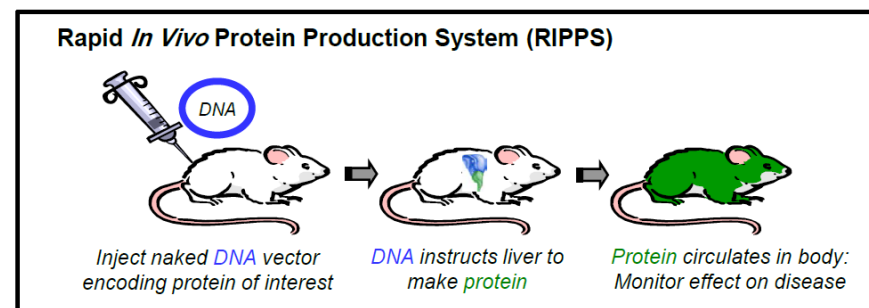 Rapid In Vivo Protein Production System (RIPPS)
DNA
Inject naked DNA vector
encoding protein of interest
DNA instructs liver to
make protein
Protein circulates in body:
Monitor effect on disease